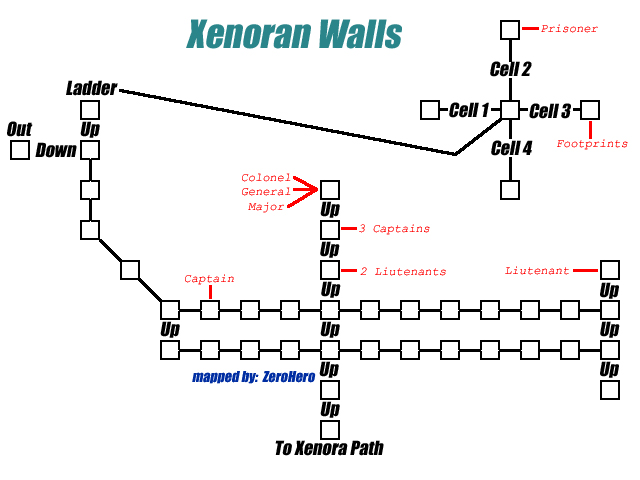 Xenoran Walls
Prisoner
Cell 2
Ladder
Cell 1
Cell 3
Out
Up
Down
Cell 4
Footprints
Colonel
General
Major
Up
3 Captains
Up
2 Liutenants
Liutenant
Captain
Up
Up
Up
Up
Up
Up
Up
mapped by: ZeroHero
Up
To Xenora Path